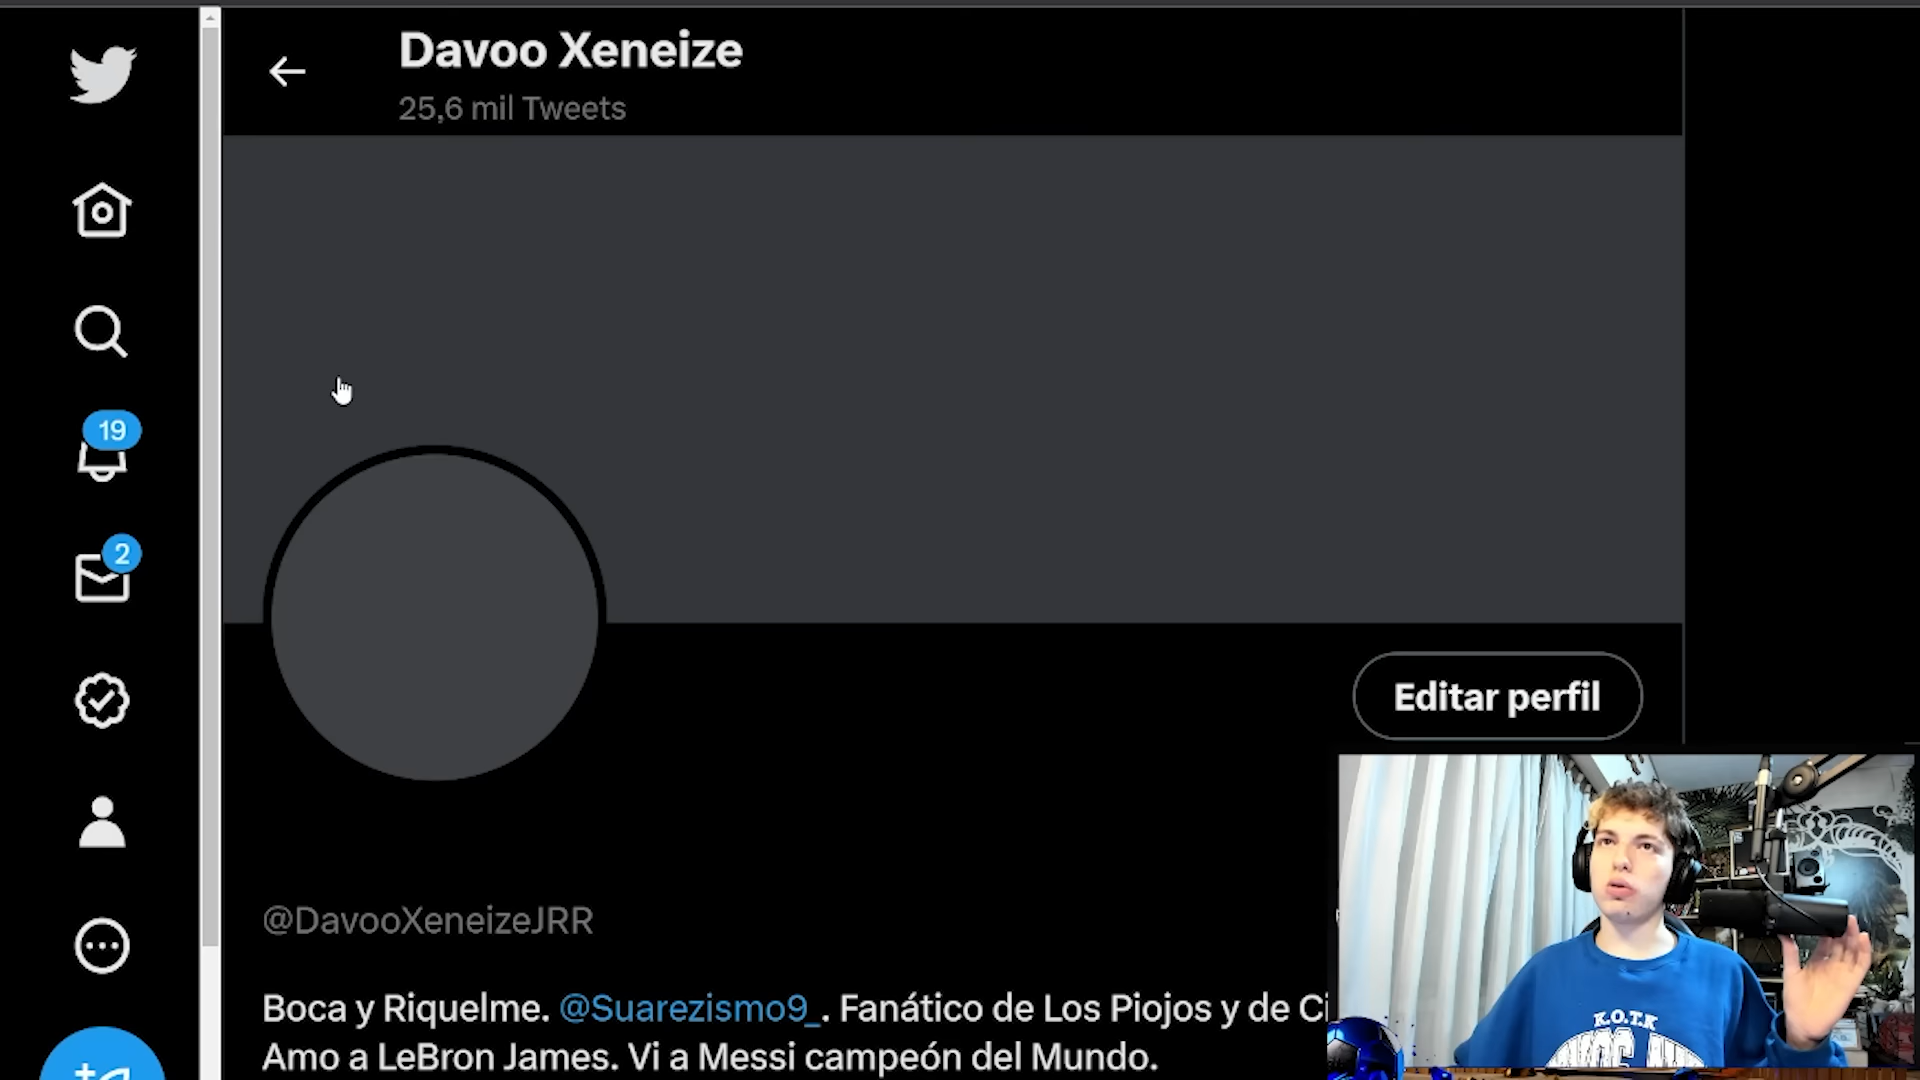 Davoo Xeneize
25,6 mil Tweets
19
2
Editar perfil
@DavooXeneizeJRR
Boca y Riquelme. @Suarezismo9_. Fanático de Los Piojos y de Ci
Amo a LeBron James. Vi a Messi campeón del Mundo.
K.O.T.K